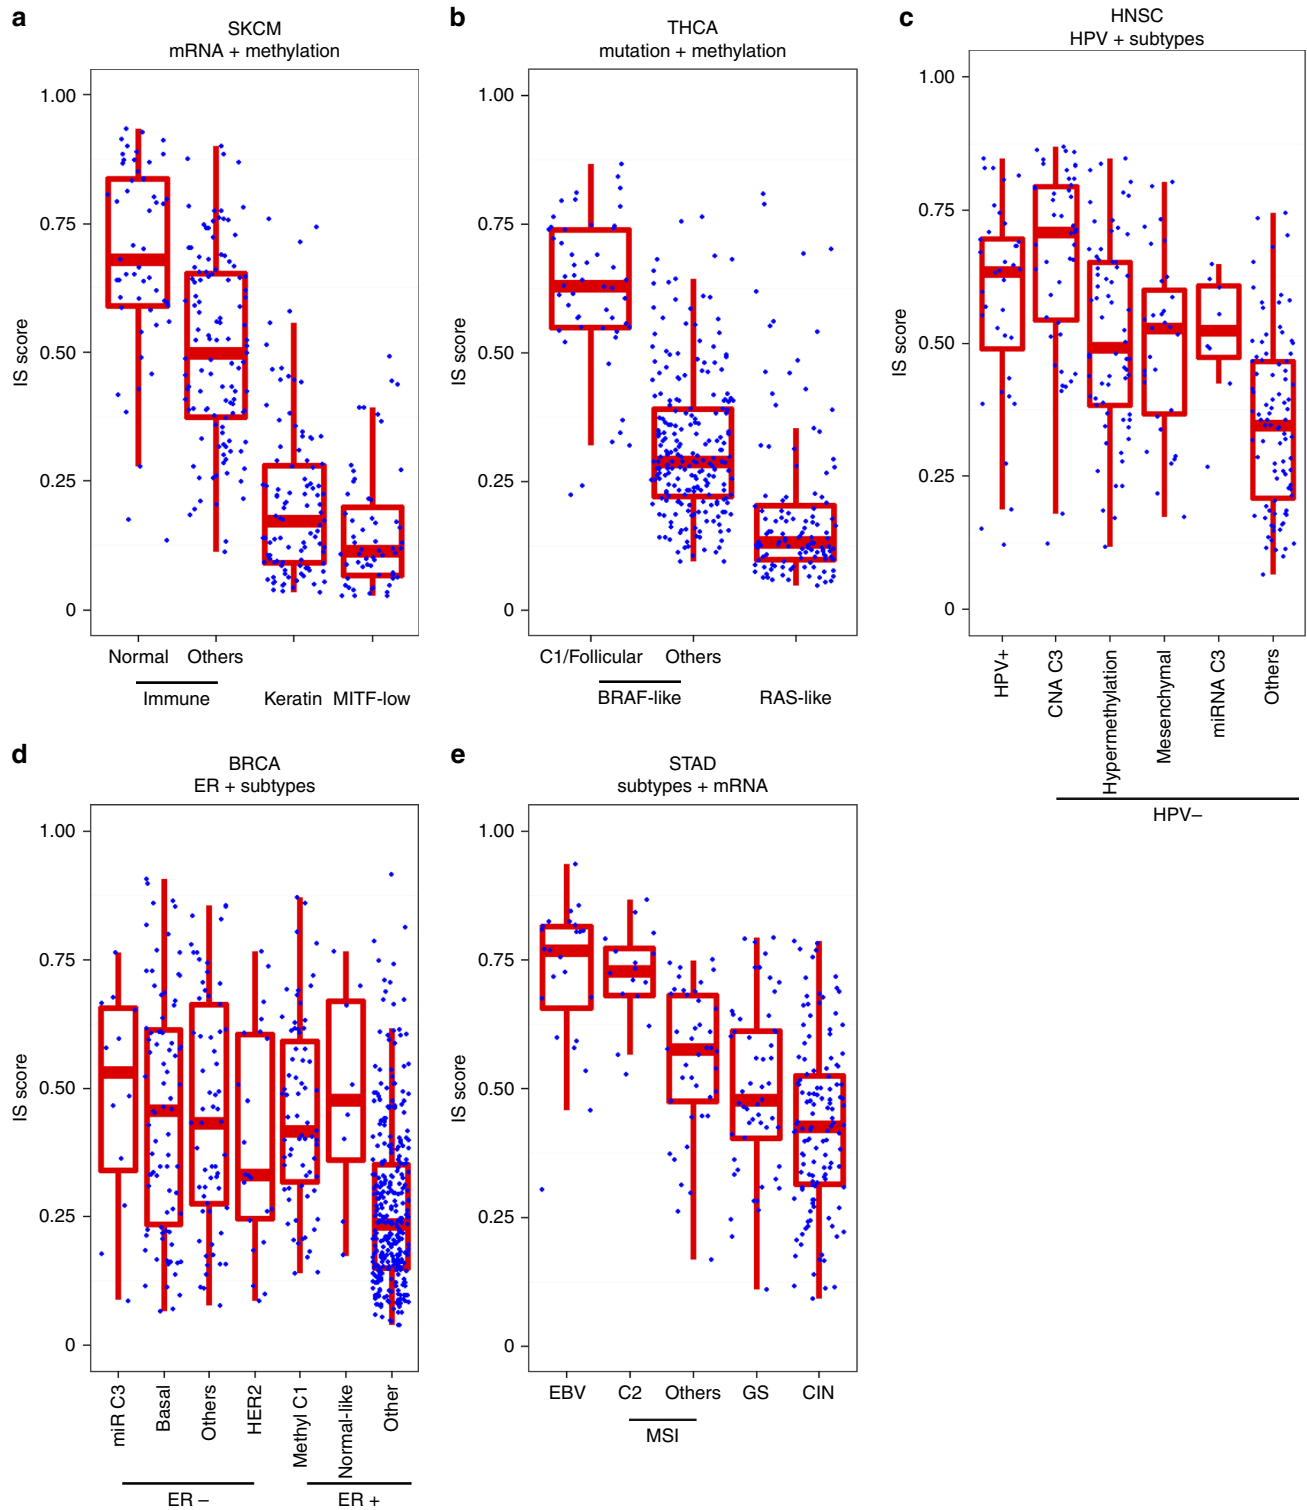 a
SKCM
mRNA + methylation
1.00
0.75
0.50
0.25
0
IS score
Normal Others
Immune Keratin MITF-low
b
THCA
mutation + methylation
1.00
0.75
0.50
0.25
0
IS score
C1/Follicular Others
BRAF-like RAS-like
c
HNSC
HPV + subtypes
1.00
0.75
0.50
0.25
0
IS score
HPV+
CNA C3
Hypermethylation
Mesenchymal
miRNA C3
Others
HPV–
d
BRCA
ER + subtypes
1.00
0.75
0.50
0.25
0
IS score
miR C3
Basal
Others
HER2
Methyl C1
Normal-like
Other
ER – ER +
e
STAD
subtypes + mRNA
1.00
0.75
0.50
0.25
0
IS score
EBV C2 Others GS CIN
MSI